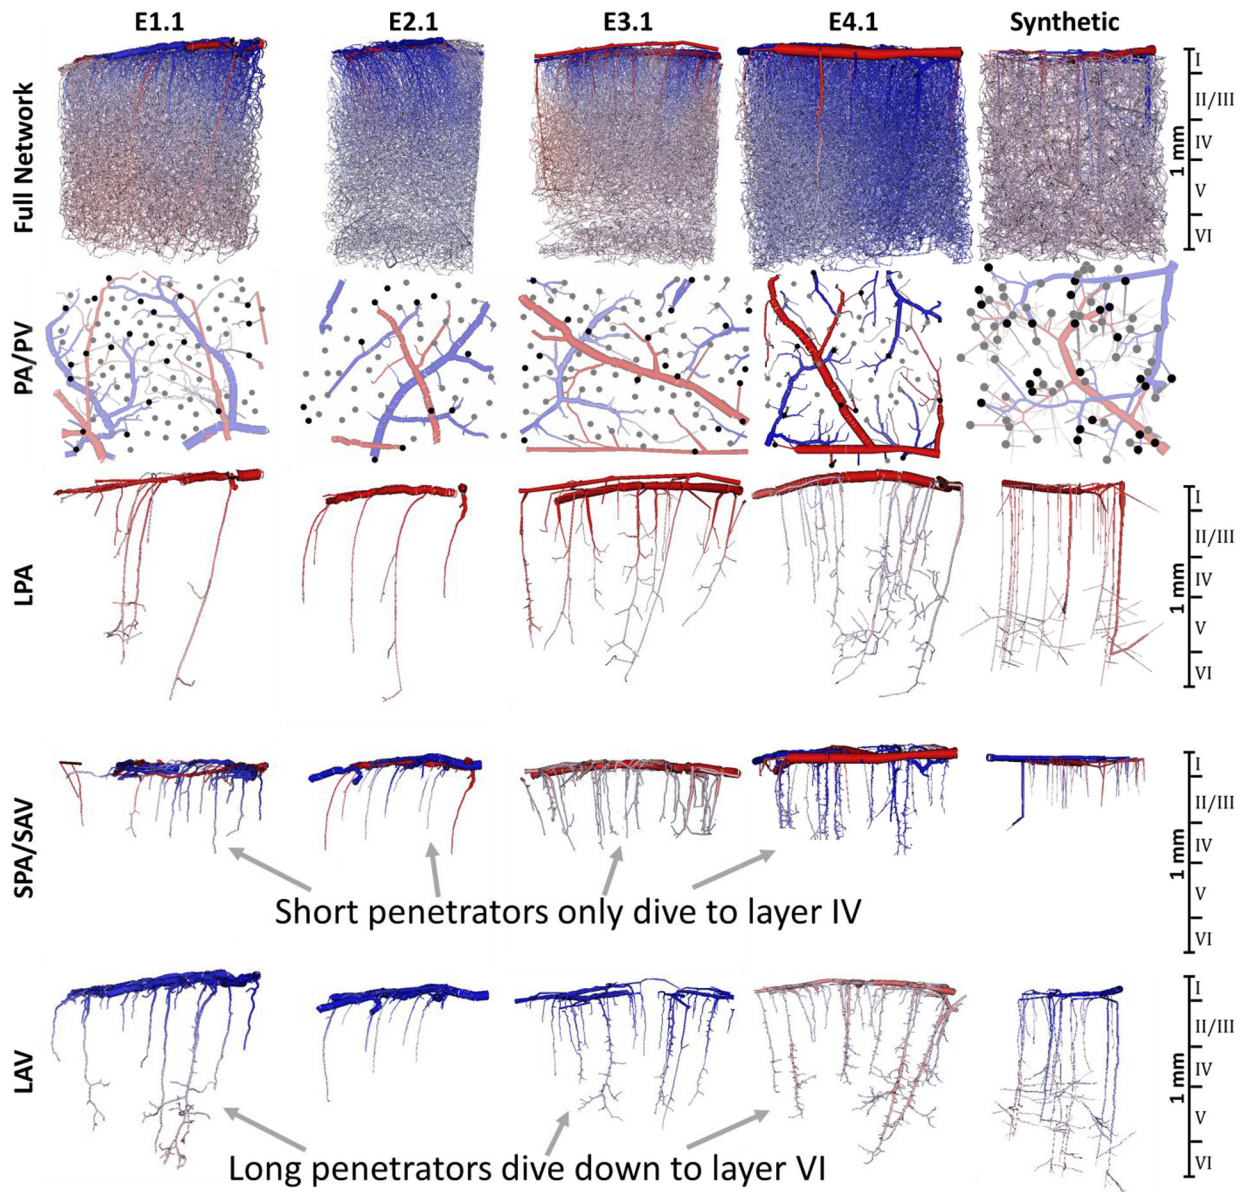 E1.1 E2.1 E3.1 E4.1 Synthetic
Full Network
I
II/III
IV
V
VI
1 mm
PA/PV
LPA
I
II/III
IV
V
VI
1 mm
SPA/SAV
I
II/III
IV
V
VI
1 mm
Short penetrators only dive to layer IV
LAV
I
II/III
IV
V
VI
1 mm
Long penetrators dive down to layer VI